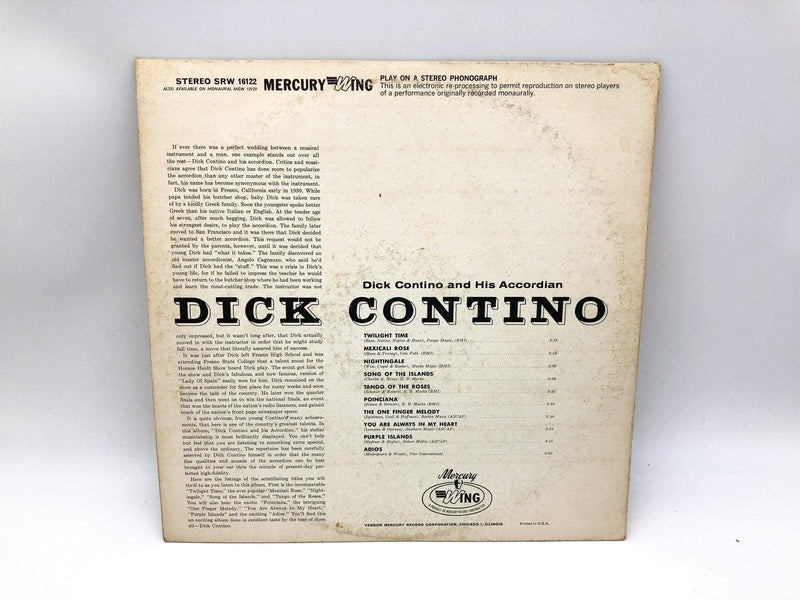 STEREO SRW 16122
ALSO AVAILABLE ON MONAURAL MGW 12122
MERCURY WING
PLAY ON A STEREO PHONOGRAPH
This is an electronic re-processing to permit reproduction on stereo players
of a performance originally recorded monaurally.
If ever there was a perfect wedding between a musical
instrument and a man, one example stands out over all
the rest—Dick Contino and his accordion. Critics and musi-
cians agree that Dick Contino has done more to popularize
the accordion than any other master of the instrument, in
fact, his name has become synonymous with the instrument.
Dick was born in Fresno, California early in 1930. While
papa tended his butcher shop, baby Dick was taken care
of by a kindly Greek family. Soon the youngster spoke better
Greek than his native Italian or English. At the tender age
of seven, after much begging, Dick was allowed to follow
his strongest desire, to play the accordion. The family later
moved to San Francisco and it was there that Dick decided
he wanted a better accordion. This request would not be
granted by the parents, however, until it was decided that
young Dick had "what it takes." The family discovered an
old master accordionist, Angelo Cagnazzo, who said he'd
find out if Dick had the "stuff." This was a crisis in Dick's
young life, for if he failed to impress the teacher he would
have to return to the butcher shop where he had been working
and learn the meat-cutting trade. The instructor was not
Dick Contino and His Accordian
DICK CONTINO
only impressed, but it wasn't long after, that Dick actually
moved in with the instructor in order that he might study
full time, a move that literally assured him of success.
It was just after Dick left Fresno High School and was
attending Fresno State College that a talent scout for the
Horace Heidt Show heard Dick play. The scout got him on
the show and Dick's fabulous, and now famous, version of
"Lady Of Spain" easily won for him. Dick remained on the
show as a contender for first place for many weeks and soon
became the talk of the country. He later won the quarter
finals and then went on to win the national finals, an event
that won the hearts of the nation's radio listeners, and gained
much of the nation's front page newspaper space.
It is quite obvious, from young Contino's many achieve-
ments, that here is one of the country's greatest talents. In
this album, "Dick Contino and his Accordion," his stellar
musicianship is most brilliantly displayed. You can't help
but feel that you are listening to something extra special,
and above the ordinary. The repertoire has been carefully
selected by Dick Contino himself in order that the many
fine qualities and sounds of the accordion can be best
brought to your ear thru the miracle of present-day per-
fected high-fidelity.
Here are the listings of the scintillating titles you will
thrill to as you listen to this album. First is the incomparable
"Twilight Time," the ever popular "Mexicali Rose," "Night-
ingale," "Song of the Islands," and "Tango of the Roses."
You will also hear the exotic "Poinciana," the intriguing
"One Finger Melody," "You Are Always In My Heart,"
"Purple Islands" and the exciting "Adios." You'll find this
an exciting album done in excellent taste by the best of them
all—Dick Contino.
TWILIGHT TIME
MEXICALI ROSE
NIGHTINGALE
SONG OF THE ISLANDS
TANGO OF THE ROSES
POINCIANA
THE ONE FINGER MELODY
YOU ARE ALWAYS IN MY HEART
PURPLE ISLANDS
ADIOS
Mercury
WING
A PRODUCT OF MERCURY RECORD CORPORATION
VENDOR MERCURY RECORD CORPORATION, CHICAGO 1, ILLINOIS
Printed in U.S.A.